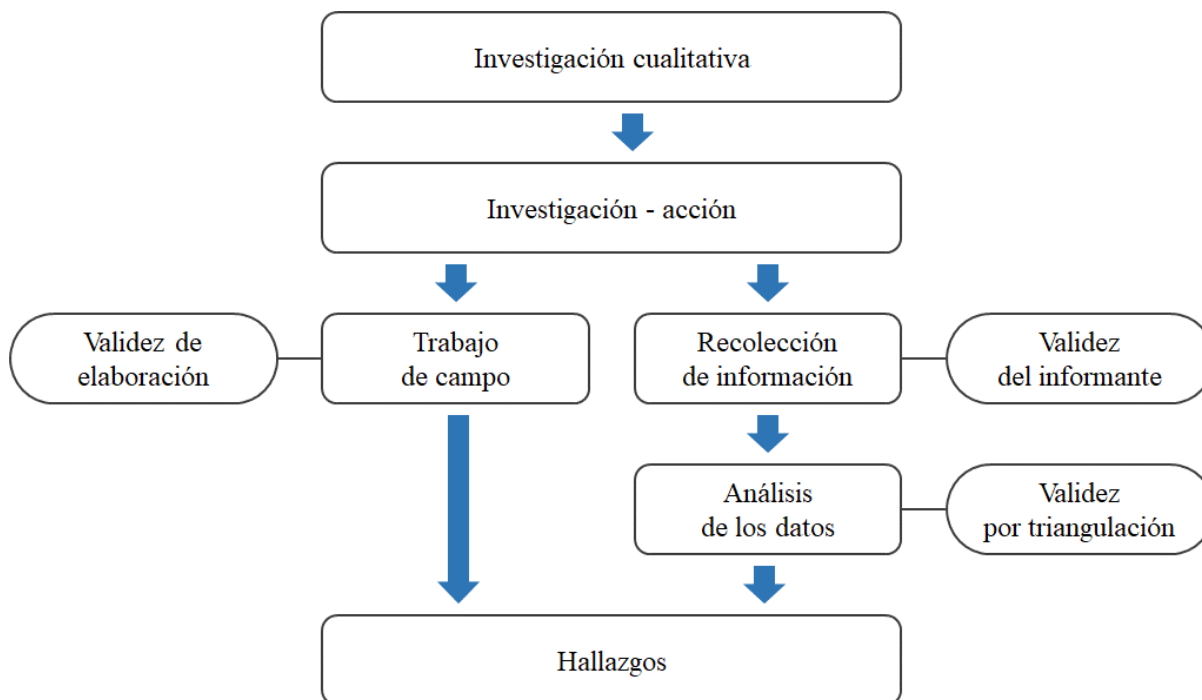 Investigación cualitativa
Investigación - acción
Validez de
elaboración
Trabajo
de campo
Recolección
de información
Validez
del informante
Análisis
de los datos
Validez
por triangulación
Hallazgos